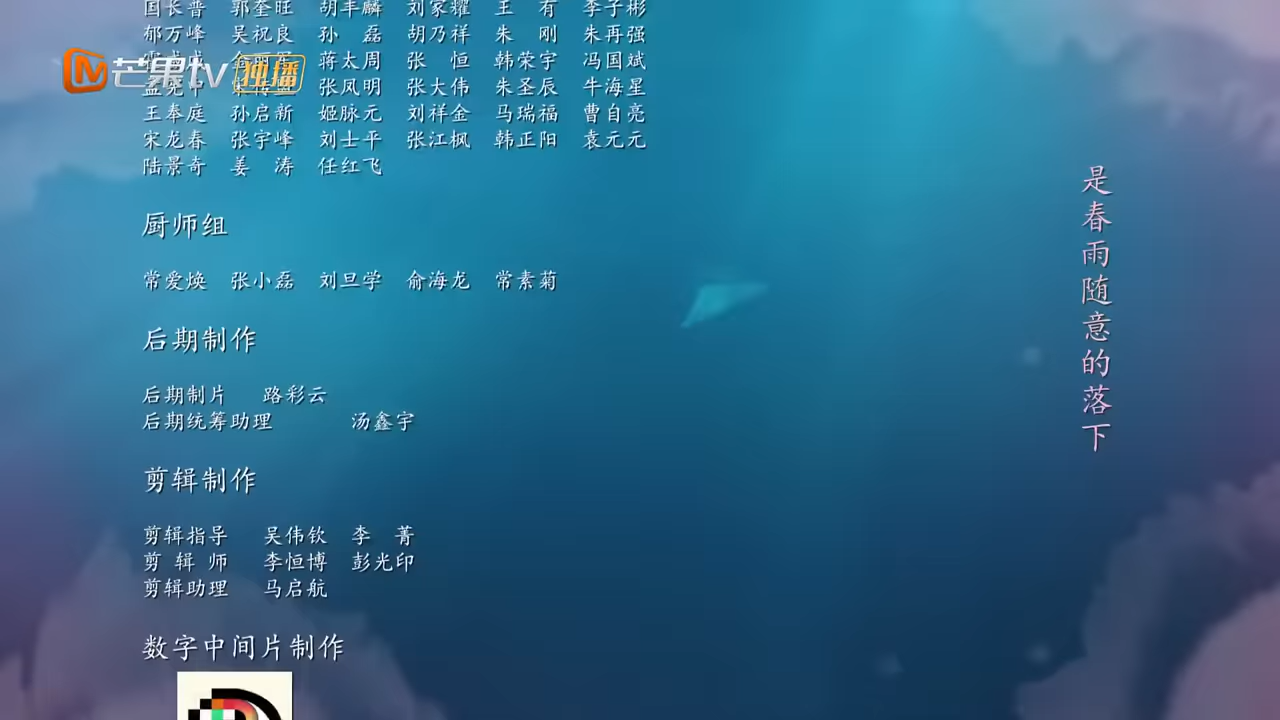 国长普 郭奎旺 胡丰麟 刘家耀 王 有 李子彬
郁万峰 吴祝良 孙 磊 胡乃祥 朱 刚 朱再强
蒋太周 张 恒 韩荣宇 冯国斌
芒果tv 独播
张凤明 张大伟 朱圣辰 牛海星
王奉庭 孙启新 姬脉元 刘祥金 马瑞福 曹自亮
宋龙春 张宇峰 刘士平 张江枫 韩正阳 袁元元
陆景奇 姜 涛 任红飞
厨师组
常爱焕 张小磊 刘旦学 俞海龙 常素菊
后期制作
后期制片 路彩云
后期统筹助理 汤鑫宇
剪辑制作
剪辑指导 吴伟钦 李 菁
剪 辑 师 李恒博 彭光印
剪辑助理 马启航
数字中间片制作
是春雨随意的落下